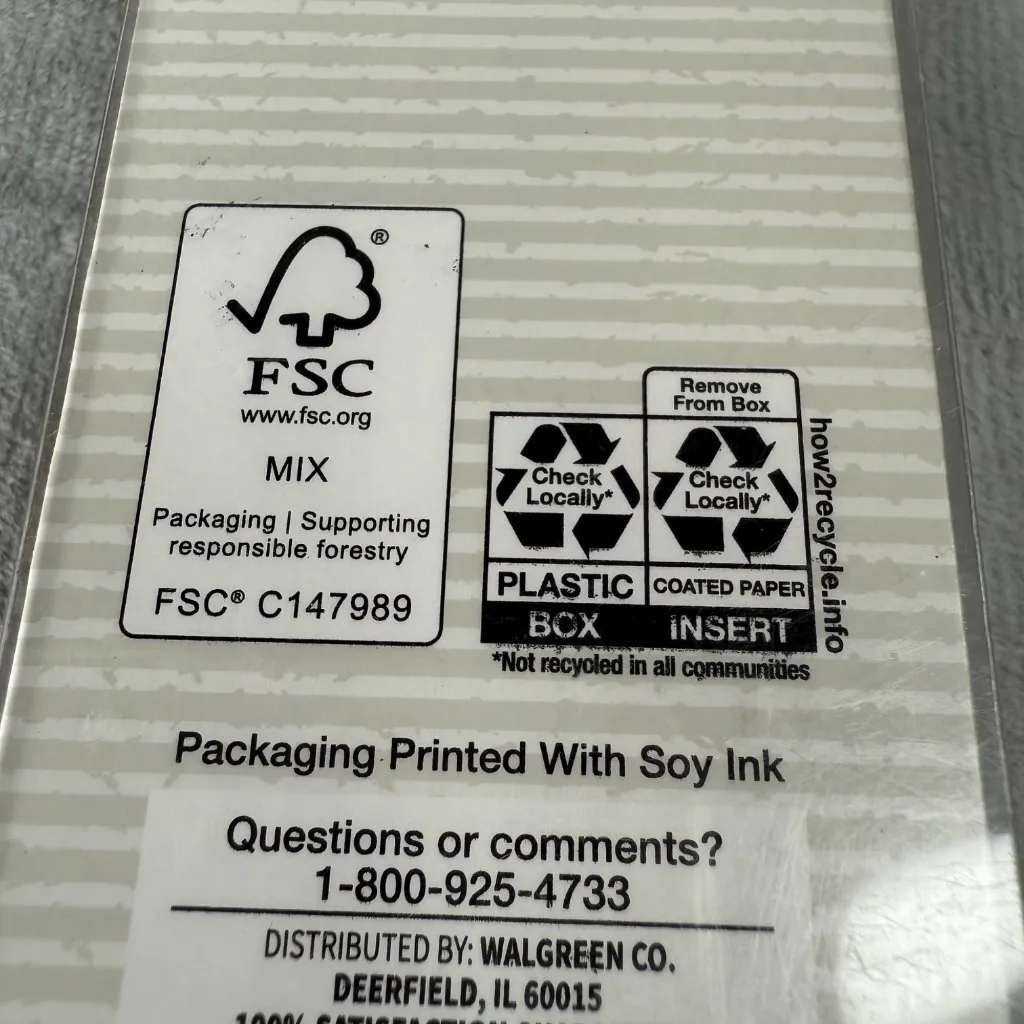 ®
FSC
www.fsc.org
MIX
Packaging | Supporting
responsible forestry
FSC® C147989
Remove
From Box
Check
Locally*
Check
Locally*
PLASTIC
COATED PAPER
BOX
INSERT
*Not recycled in all communities
how2recycle.info
Packaging Printed With Soy Ink
Questions or comments?
1-800-925-4733
DISTRIBUTED BY: WALGREEN CO.
DEERFIELD, IL 60015
100% SATISFACTION